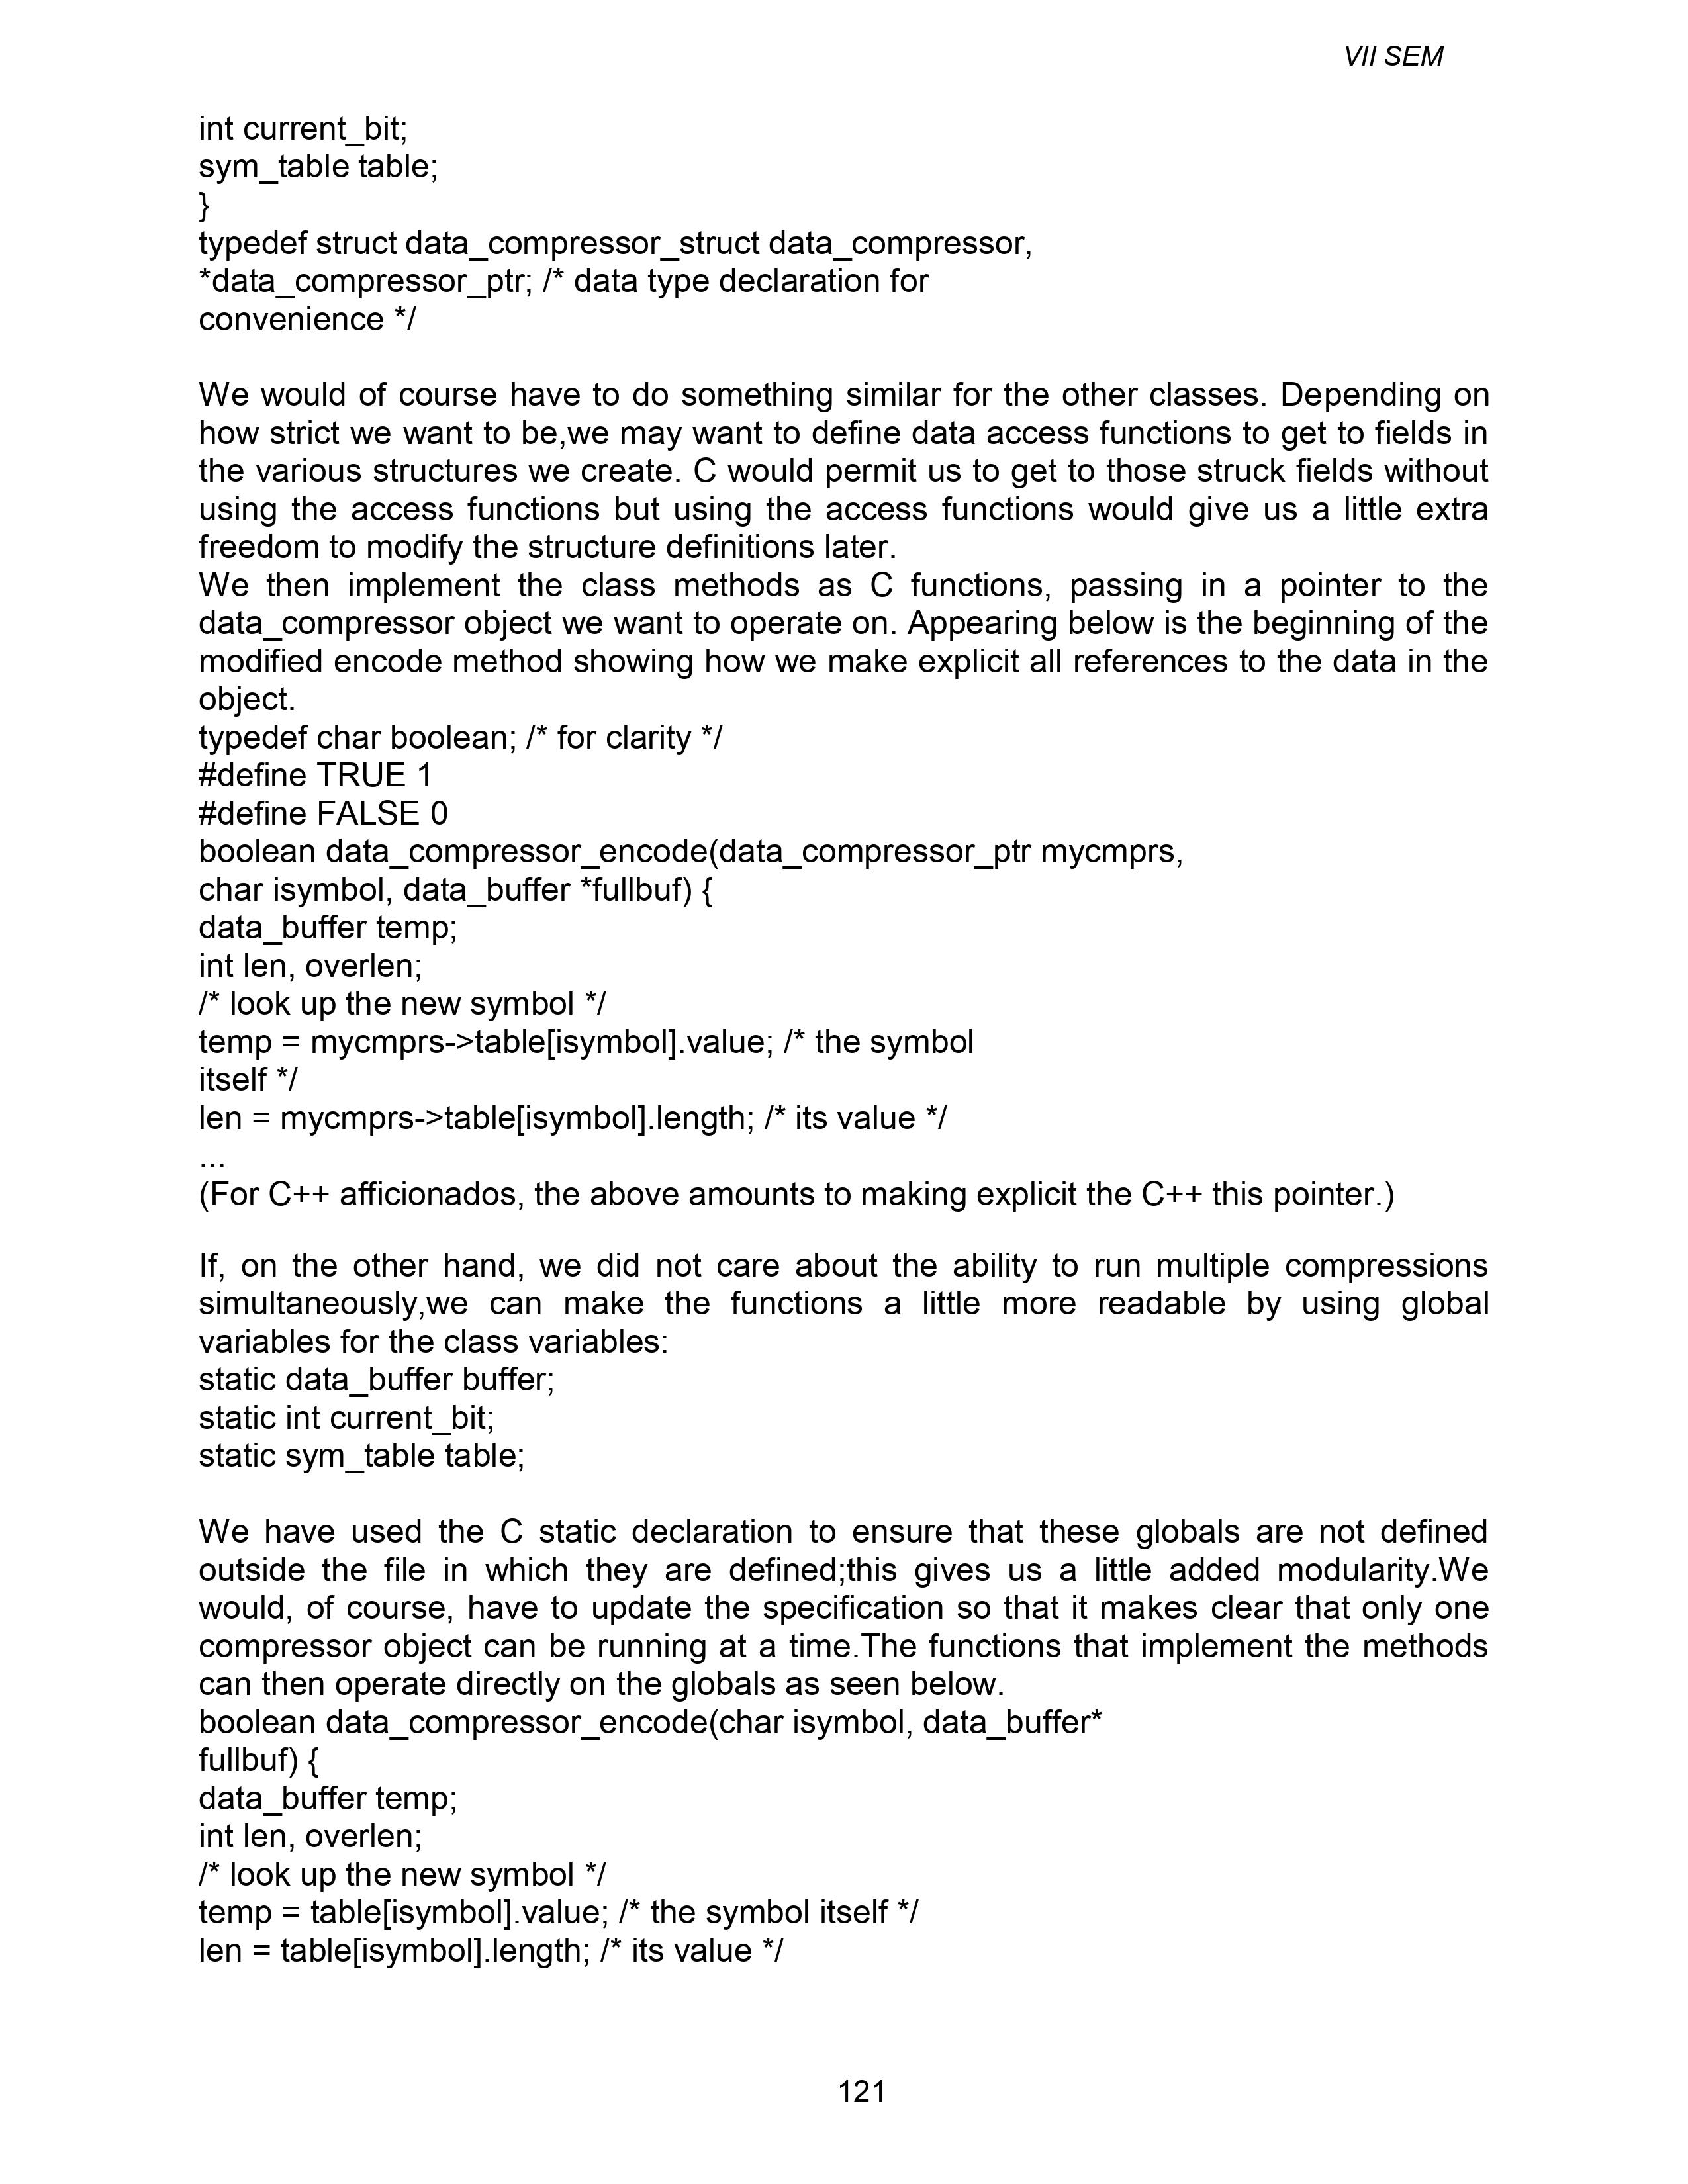 VII SEM
int current_bit;
sym_table table;
}
typedef struct data_compressor_struct data_compressor,
*data_compressor_ptr; /* data type declaration for
convenience */
We would of course have to do something similar for the other classes. Depending on
how strict we want to be,we may want to define data access functions to get to fields in
the various structures we create. C would permit us to get to those struck fields without
using the access functions but using the access functions would give us a little extra
freedom to modify the structure definitions later.
We then implement the class methods as C functions, passing in a pointer to the
data_compressor object we want to operate on. Appearing below is the beginning of the
modified encode method showing how we make explicit all references to the data in the
object.
typedef char boolean; /* for clarity */
#define TRUE 1
#define FALSE 0
boolean data_compressor_encode(data_compressor_ptr mycmprs,
char isymbol, data_buffer *fullbuf) {
data_buffer temp;
int len, overlen;
/* look up the new symbol */
temp = mycmprs->table[isymbol].value; /* the symbol
itself */
len = mycmprs->table[isymbol].length; /* its value */
...
(For C++ afficionados, the above amounts to making explicit the C++ this pointer.)
If, on the other hand, we did not care about the ability to run multiple compressions
simultaneously,we can make the functions a little more readable by using global
variables for the class variables:
static data_buffer buffer;
static int current_bit;
static sym_table table;
We have used the C static declaration to ensure that these globals are not defined
outside the file in which they are defined;this gives us a little added modularity.We
would, of course, have to update the specification so that it makes clear that only one
compressor object can be running at a time.The functions that implement the methods
can then operate directly on the globals as seen below.
boolean data_compressor_encode(char isymbol, data_buffer*
fullbuf) {
data_buffer temp;
int len, overlen;
/* look up the new symbol */
temp = table[isymbol].value; /* the symbol itself */
len = table[isymbol].length; /* its value */
121